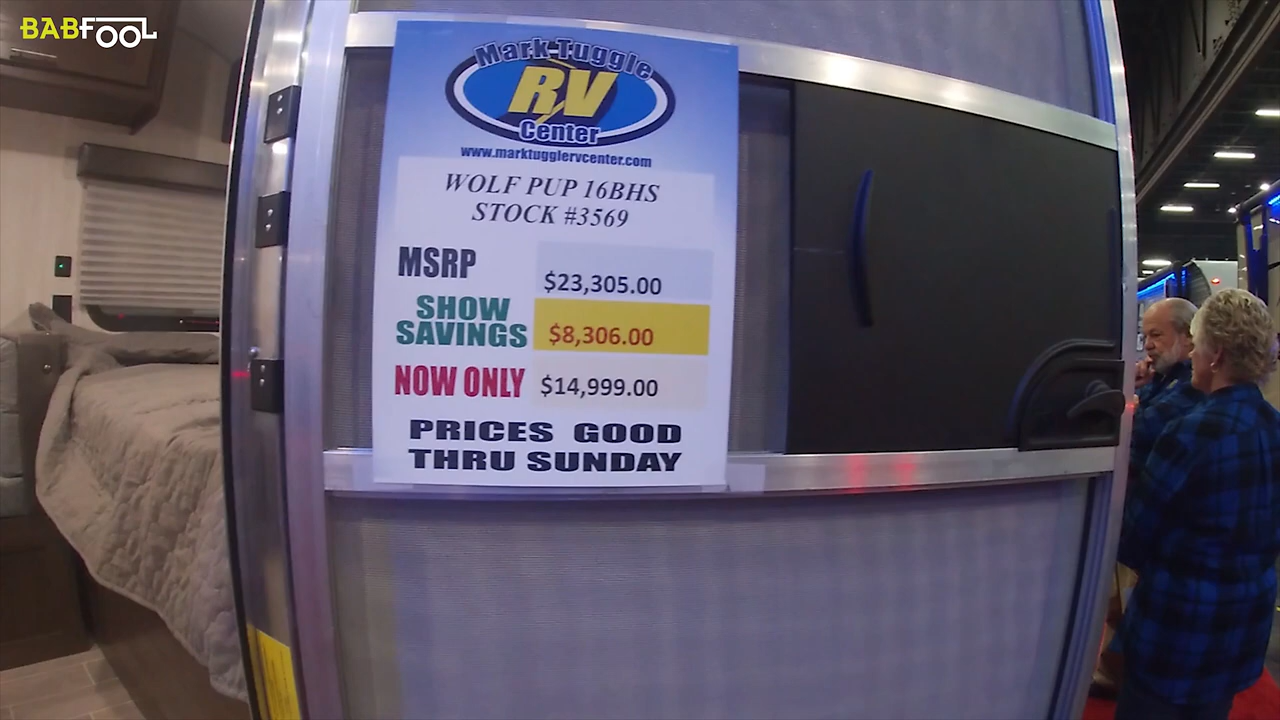 BABFOOL
Mark Tuggle
RV
Center
www.marktugglervcenter.com
WOLF PUP 16BHS
STOCK #3569
MSRP $23,305.00
SHOW SAVINGS $8,306.00
NOW ONLY $14,999.00
PRICES GOOD
THRU SUNDAY